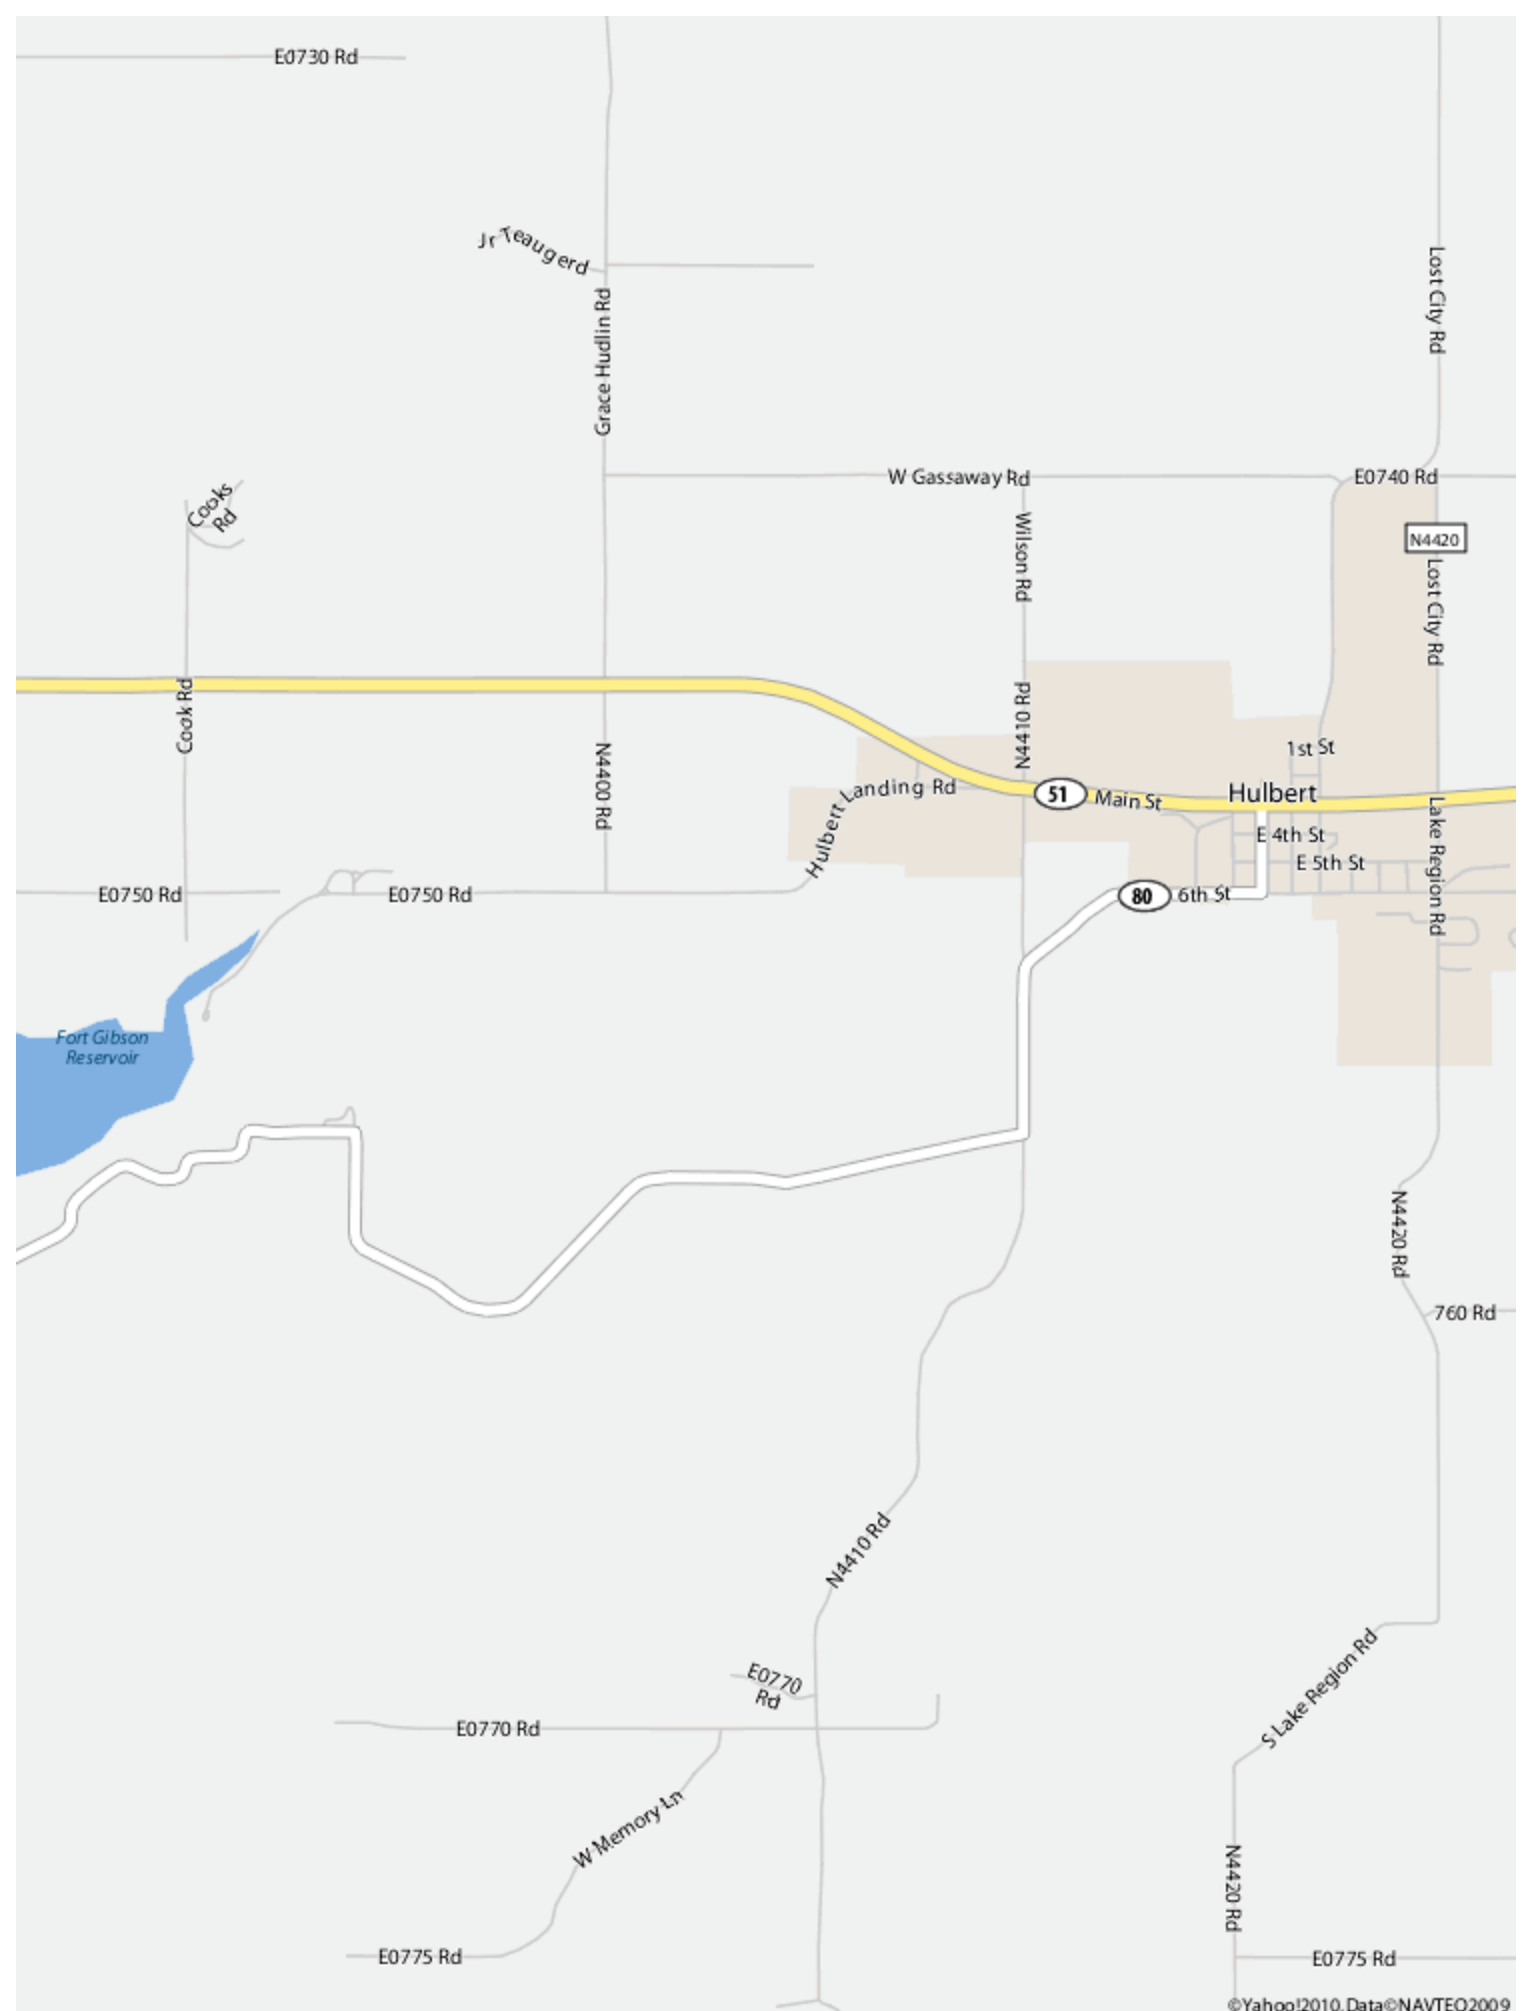 E0730 Rd
Jr Teaugerd
Grace Hudlin Rd
Lost City Rd
W Gassaway Rd
E0740 Rd
Cooks
Rd
Wilson Rd
N4420
Lost City Rd
Cook Rd
N4410 Rd
N4400 Rd
1st St
Hulbert Landing Rd
51
Main St
Hulbert
Lake Region Rd
E 4th St
E 5th St
E0750 Rd
E0750 Rd
80
6th St
Fort Gibson
Reservoir
N4420 Rd
760 Rd
N4410 Rd
E0770
Rd
S Lake Region Rd
E0770 Rd
W Memory Ln
N4420 Rd
E0775 Rd
E0775 Rd
©Yahoo!2010, Data©NAVTEQ2009